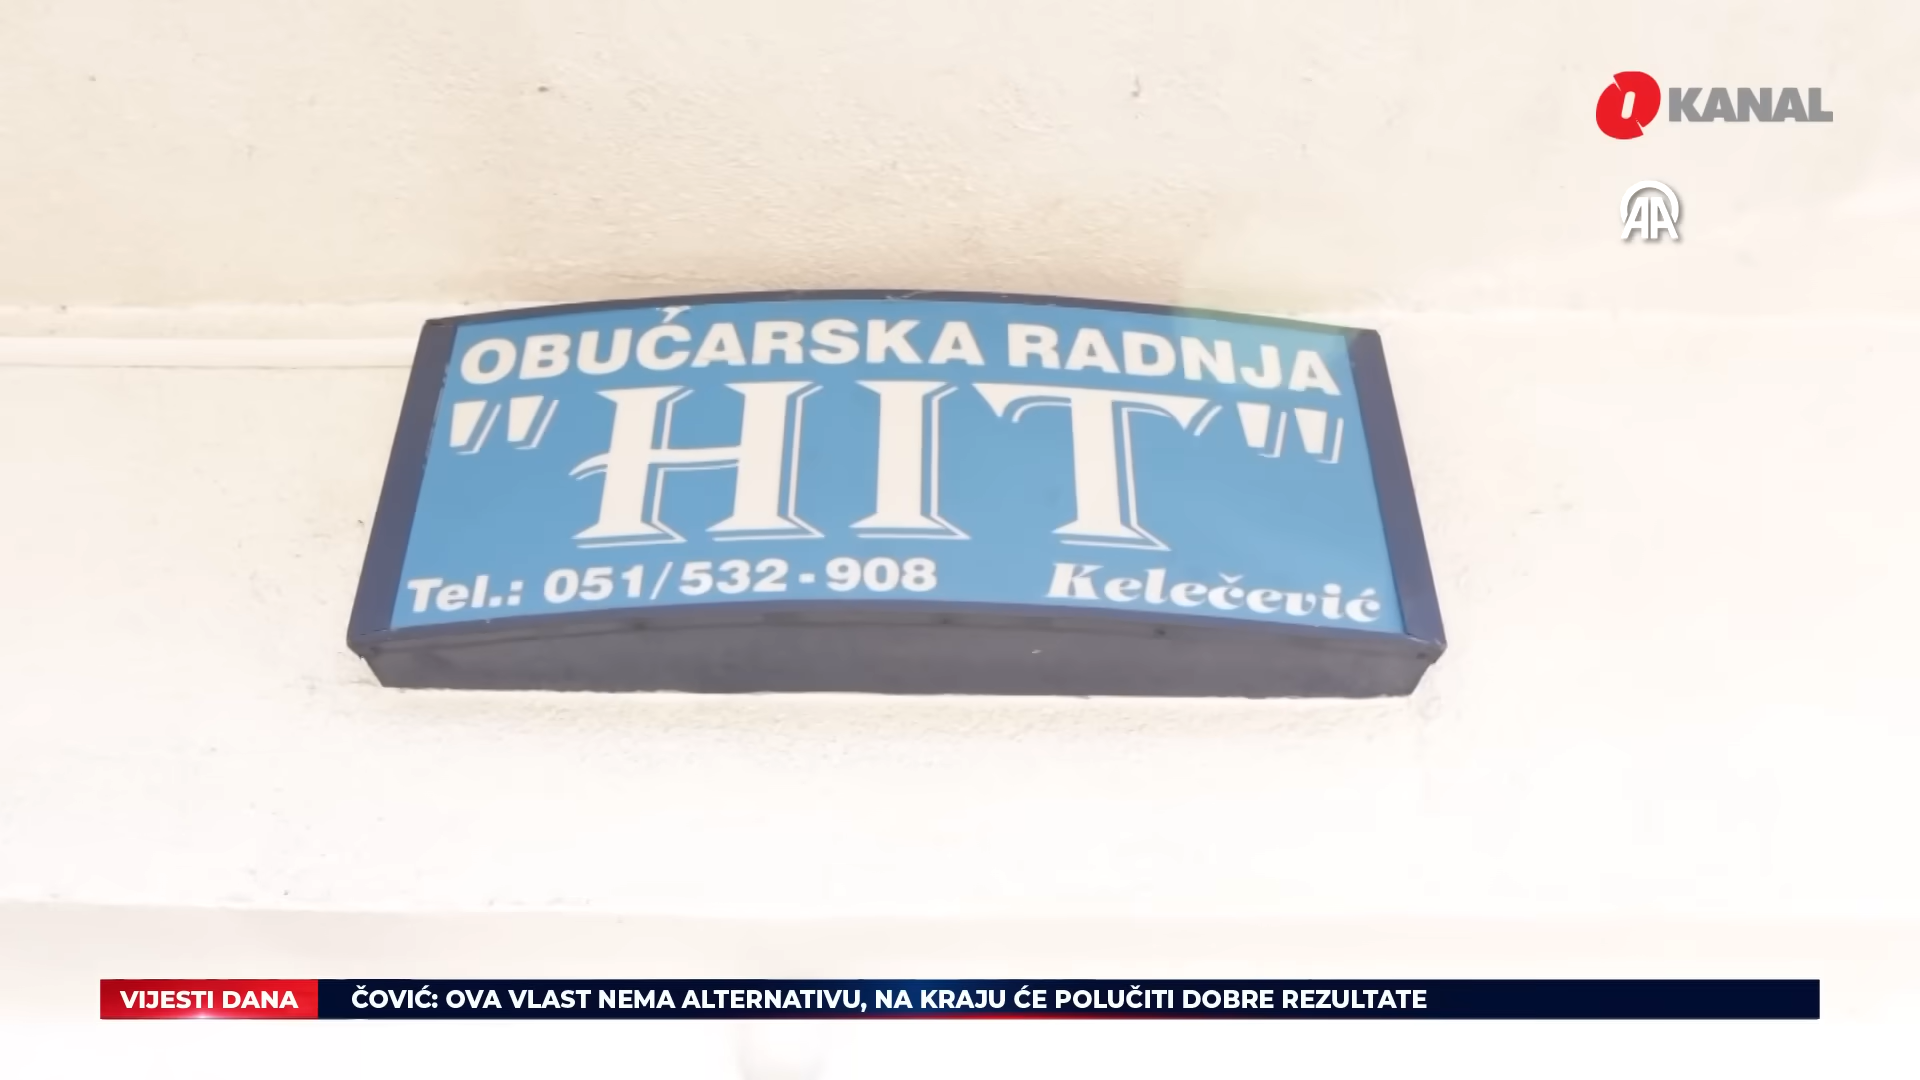 O KANAL
AA
OBUĆARSKA RADNJA
"HIT"
Tel.: 051/532-908 Kelečević
VIJESTI DANA ČOVIĆ: OVA VLAST NEMA ALTERNATIVU, NA KRAJU ĆE POLUČITI DOBRE REZULTATE